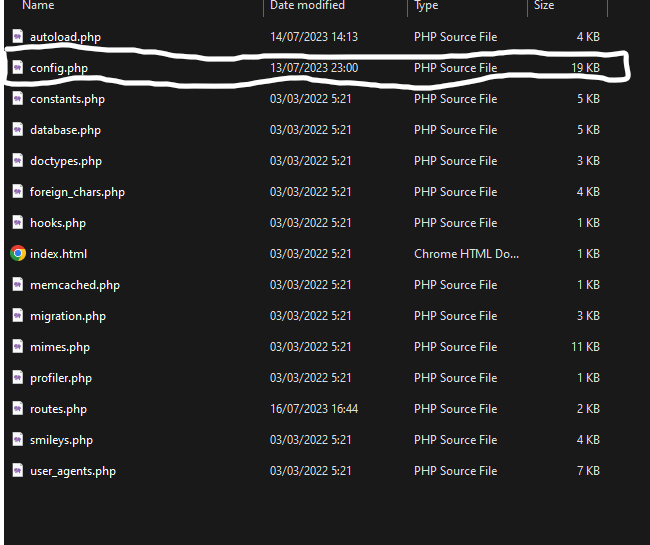 Name Date modified Type Size
autoload.php 14/07/2023 14:13 PHP Source File 4 KB
config.php 13/07/2023 23:00 PHP Source File 19 KB
constants.php 03/03/2022 5:21 PHP Source File 5 KB
database.php 03/03/2022 5:21 PHP Source File 5 KB
doctypes.php 03/03/2022 5:21 PHP Source File 3 KB
foreign_chars.php 03/03/2022 5:21 PHP Source File 4 KB
hooks.php 03/03/2022 5:21 PHP Source File 1 KB
index.html 03/03/2022 5:21 Chrome HTML Do... 1 KB
memcached.php 03/03/2022 5:21 PHP Source File 1 KB
migration.php 03/03/2022 5:21 PHP Source File 3 KB
mimes.php 03/03/2022 5:21 PHP Source File 11 KB
profiler.php 03/03/2022 5:21 PHP Source File 1 KB
routes.php 16/07/2023 16:44 PHP Source File 2 KB
smileys.php 03/03/2022 5:21 PHP Source File 4 KB
user_agents.php 03/03/2022 5:21 PHP Source File 7 KB